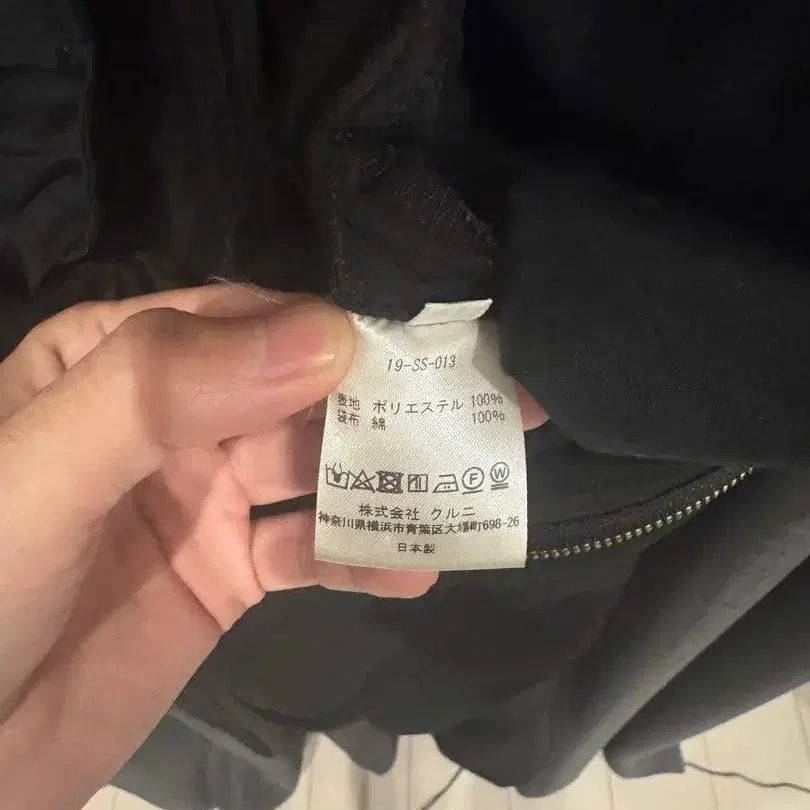 19-SS-013
表地 ポリエステル 100%
袋布 綿 100%
F W
株式会社 クルニ
神奈川県横浜市青葉区大場町698-26
日本製